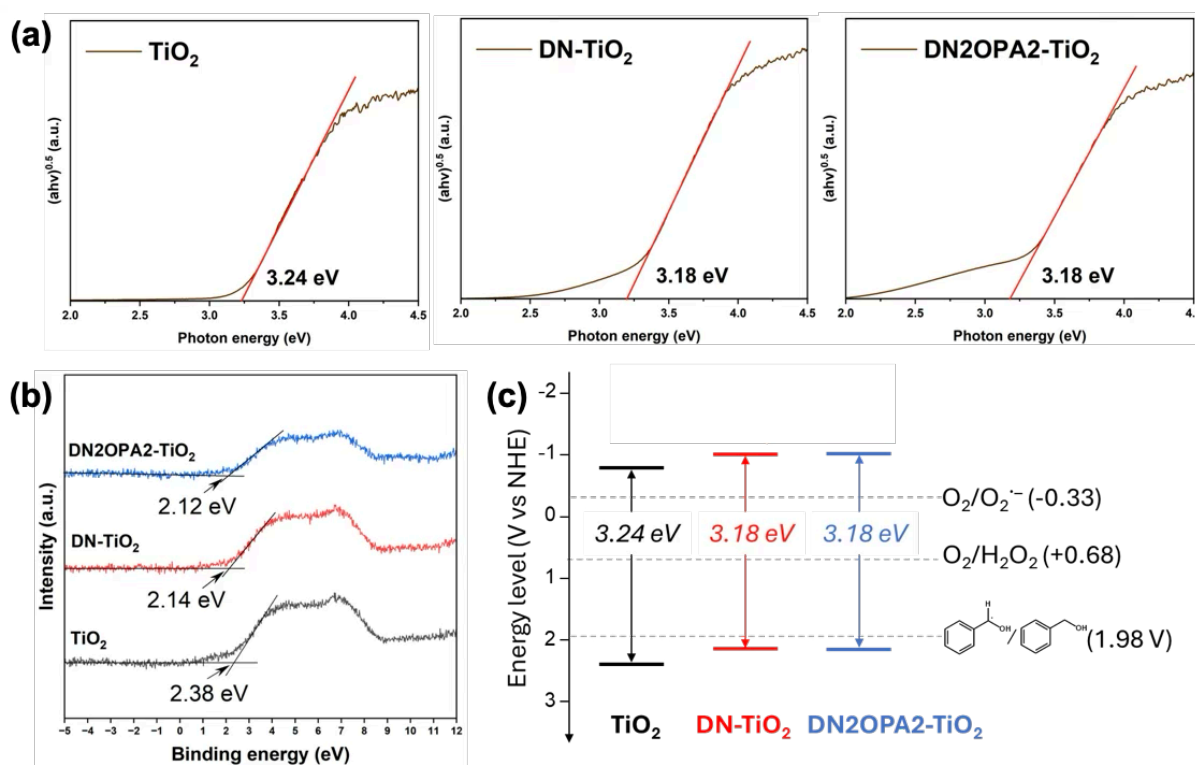 (a)
TiO₂
(ahv)⁰·⁵ (a.u.)
3.24 eV
2.0 2.5 3.0 3.5 4.0 4.5
Photon energy (eV)
DN-TiO₂
(ahv)⁰·⁵ (a.u.)
3.18 eV
2.0 2.5 3.0 3.5 4.0 4.5
Photon energy (eV)
DN2OPA2-TiO₂
(ahv)⁰·⁵ (a.u.)
3.18 eV
2.0 2.5 3.0 3.5 4.0 4.5
Photon energy (eV)
(b)
Intensity (a.u.)
DN2OPA2-TiO₂
2.12 eV
DN-TiO₂
2.14 eV
TiO₂
2.38 eV
-5 -4 -3 -2 -1 0 1 2 3 4 5 6 7 8 9 10 11 12
Binding energy (eV)
(c)
Energy level (V vs NHE)
-2
-1
0
1
2
3
3.24 eV
3.18 eV
3.18 eV
O₂/O₂·⁻ (-0.33)
O₂/H₂O₂ (+0.68)
H
OH / OH (1.98 V)
TiO₂ DN-TiO₂ DN2OPA2-TiO₂